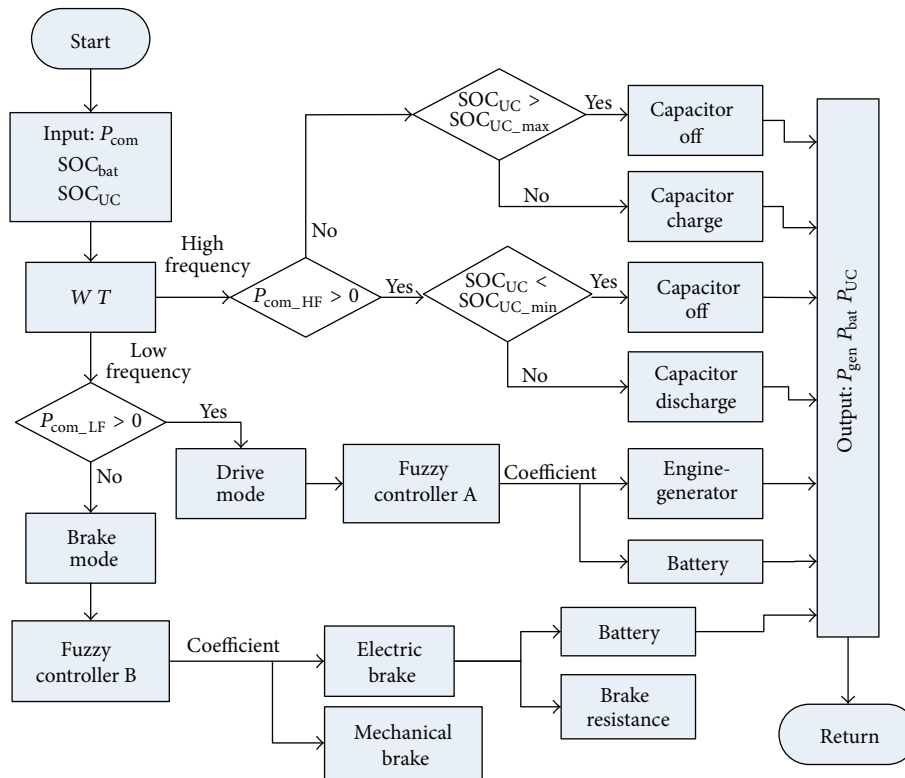 Start
Input: P_com
SOC_bat
SOC_UC
W T
High
frequency
Low
frequency
P_com_HF > 0
No
Yes
SOC_UC >
SOC_UC_max
Yes
No
Capacitor
off
Capacitor
charge
SOC_UC <
SOC_UC_min
Yes
No
Capacitor
off
Capacitor
discharge
P_com_LF > 0
Yes
No
Drive
mode
Fuzzy
controller A
Coefficient
Engine-
generator
Battery
Brake
mode
Fuzzy
controller B
Coefficient
Electric
brake
Mechanical
brake
Battery
Brake
resistance
Output: P_gen P_bat P_UC
Return